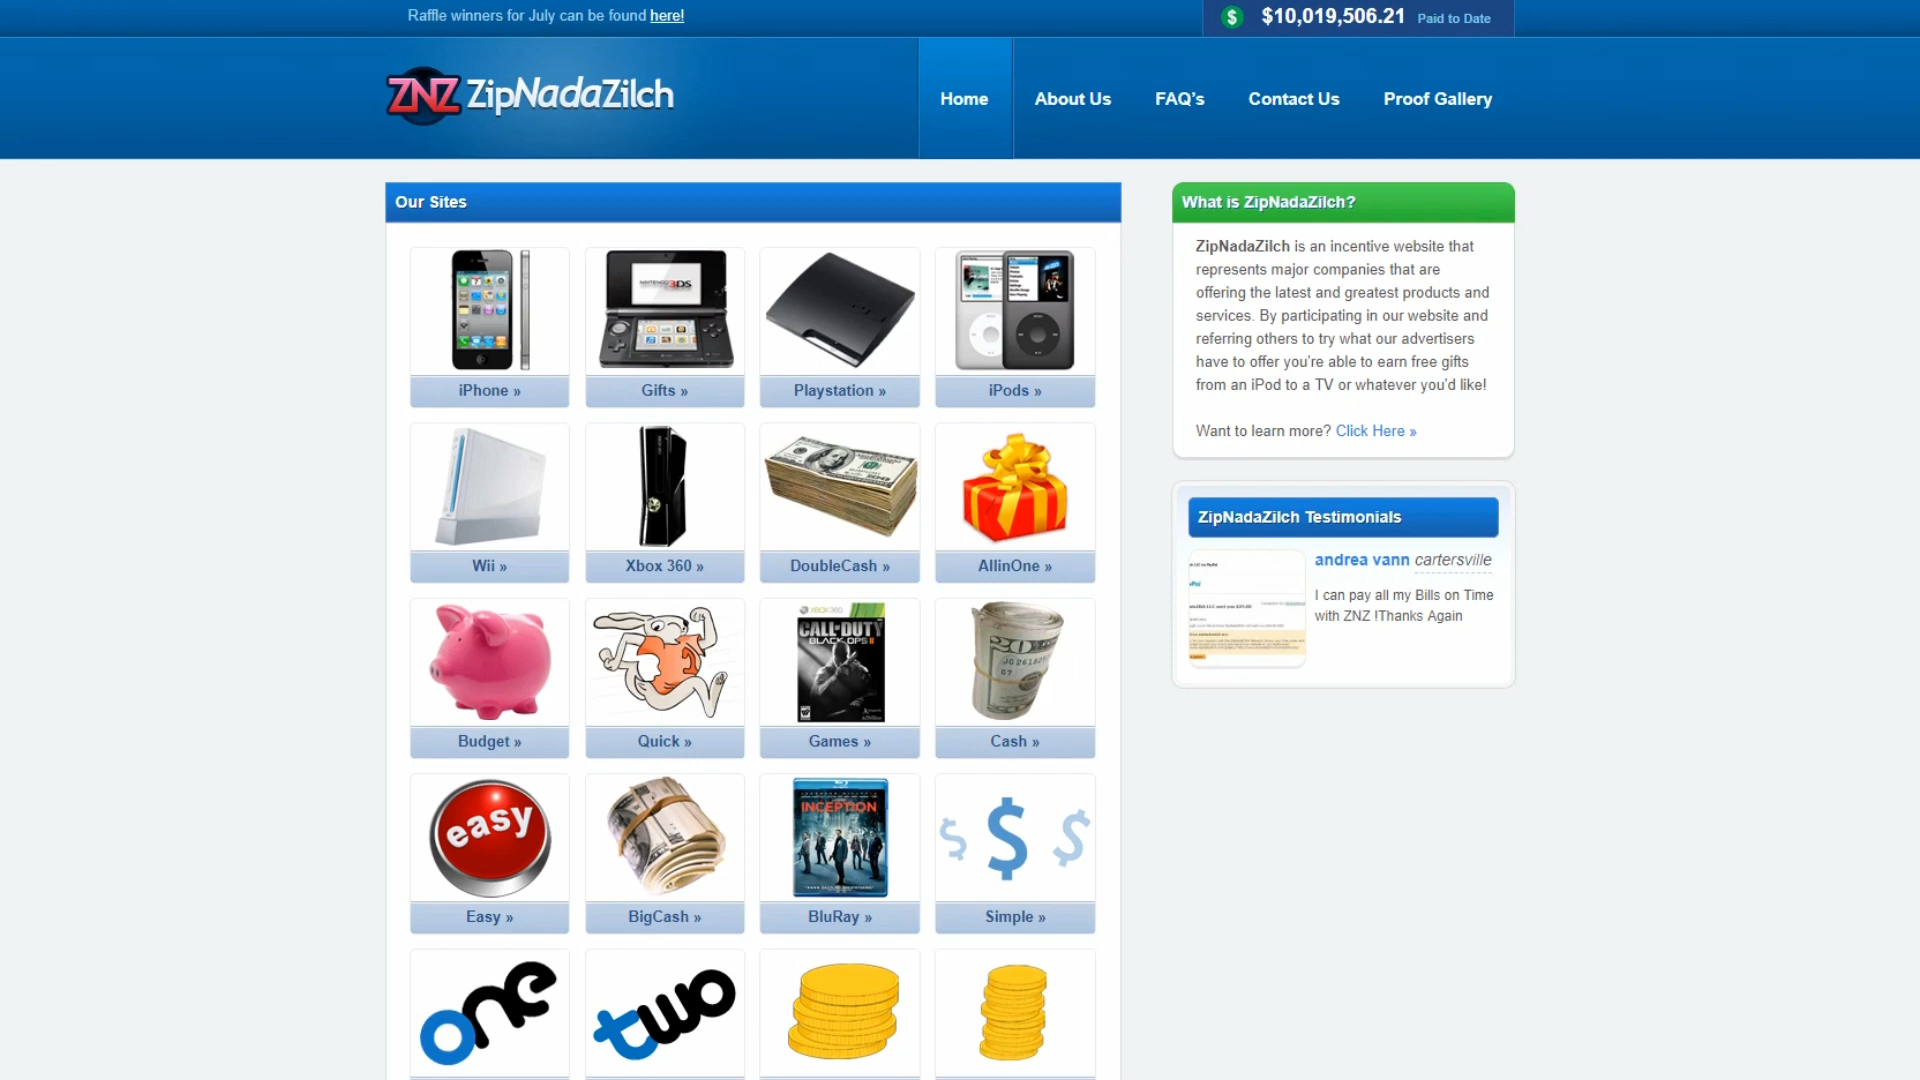 Raffle winners for July can be found here!
$ $10,019,506.21 Paid to Date
ZNZ ZipNadaZilch
Home About Us FAQ's Contact Us Proof Gallery
Our Sites
NINTENDO 3DS
iPhone » Gifts » Playstation » iPods »
Wii » Xbox 360 » DoubleCash » AllinOne »
XBOX 360
CALL OF DUTY
BLACK OPS II
20
Budget » Quick » Games » Cash »
easy
INCEPTION
$ $ $
Easy » BigCash » BluRay » Simple »
one two
What is ZipNadaZilch?
ZipNadaZilch is an incentive website that
represents major companies that are
offering the latest and greatest products and
services. By participating in our website and
referring others to try what our advertisers
have to offer you're able to earn free gifts
from an iPod to a TV or whatever you'd like!
Want to learn more? Click Here »
ZipNadaZilch Testimonials
andrea vann cartersville
I can pay all my Bills on Time
with ZNZ !Thanks Again